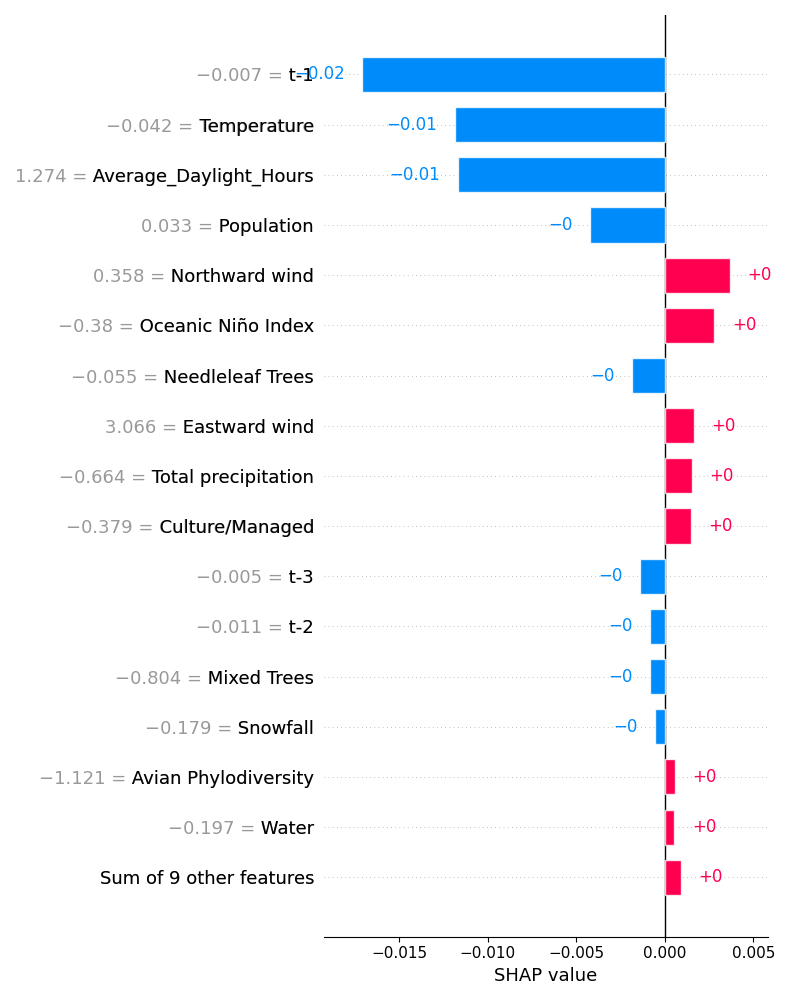 −0.007 = t-1 −0.02
−0.042 = Temperature −0.01
1.274 = Average_Daylight_Hours −0.01
0.033 = Population −0
0.358 = Northward wind +0
−0.38 = Oceanic Niño Index +0
−0.055 = Needleleaf Trees −0
3.066 = Eastward wind +0
−0.664 = Total precipitation +0
−0.379 = Culture/Managed +0
−0.005 = t-3 −0
−0.011 = t-2 −0
−0.804 = Mixed Trees −0
−0.179 = Snowfall −0
−1.121 = Avian Phylodiversity +0
−0.197 = Water +0
Sum of 9 other features +0
−0.015 −0.010 −0.005 0.000 0.005
SHAP value